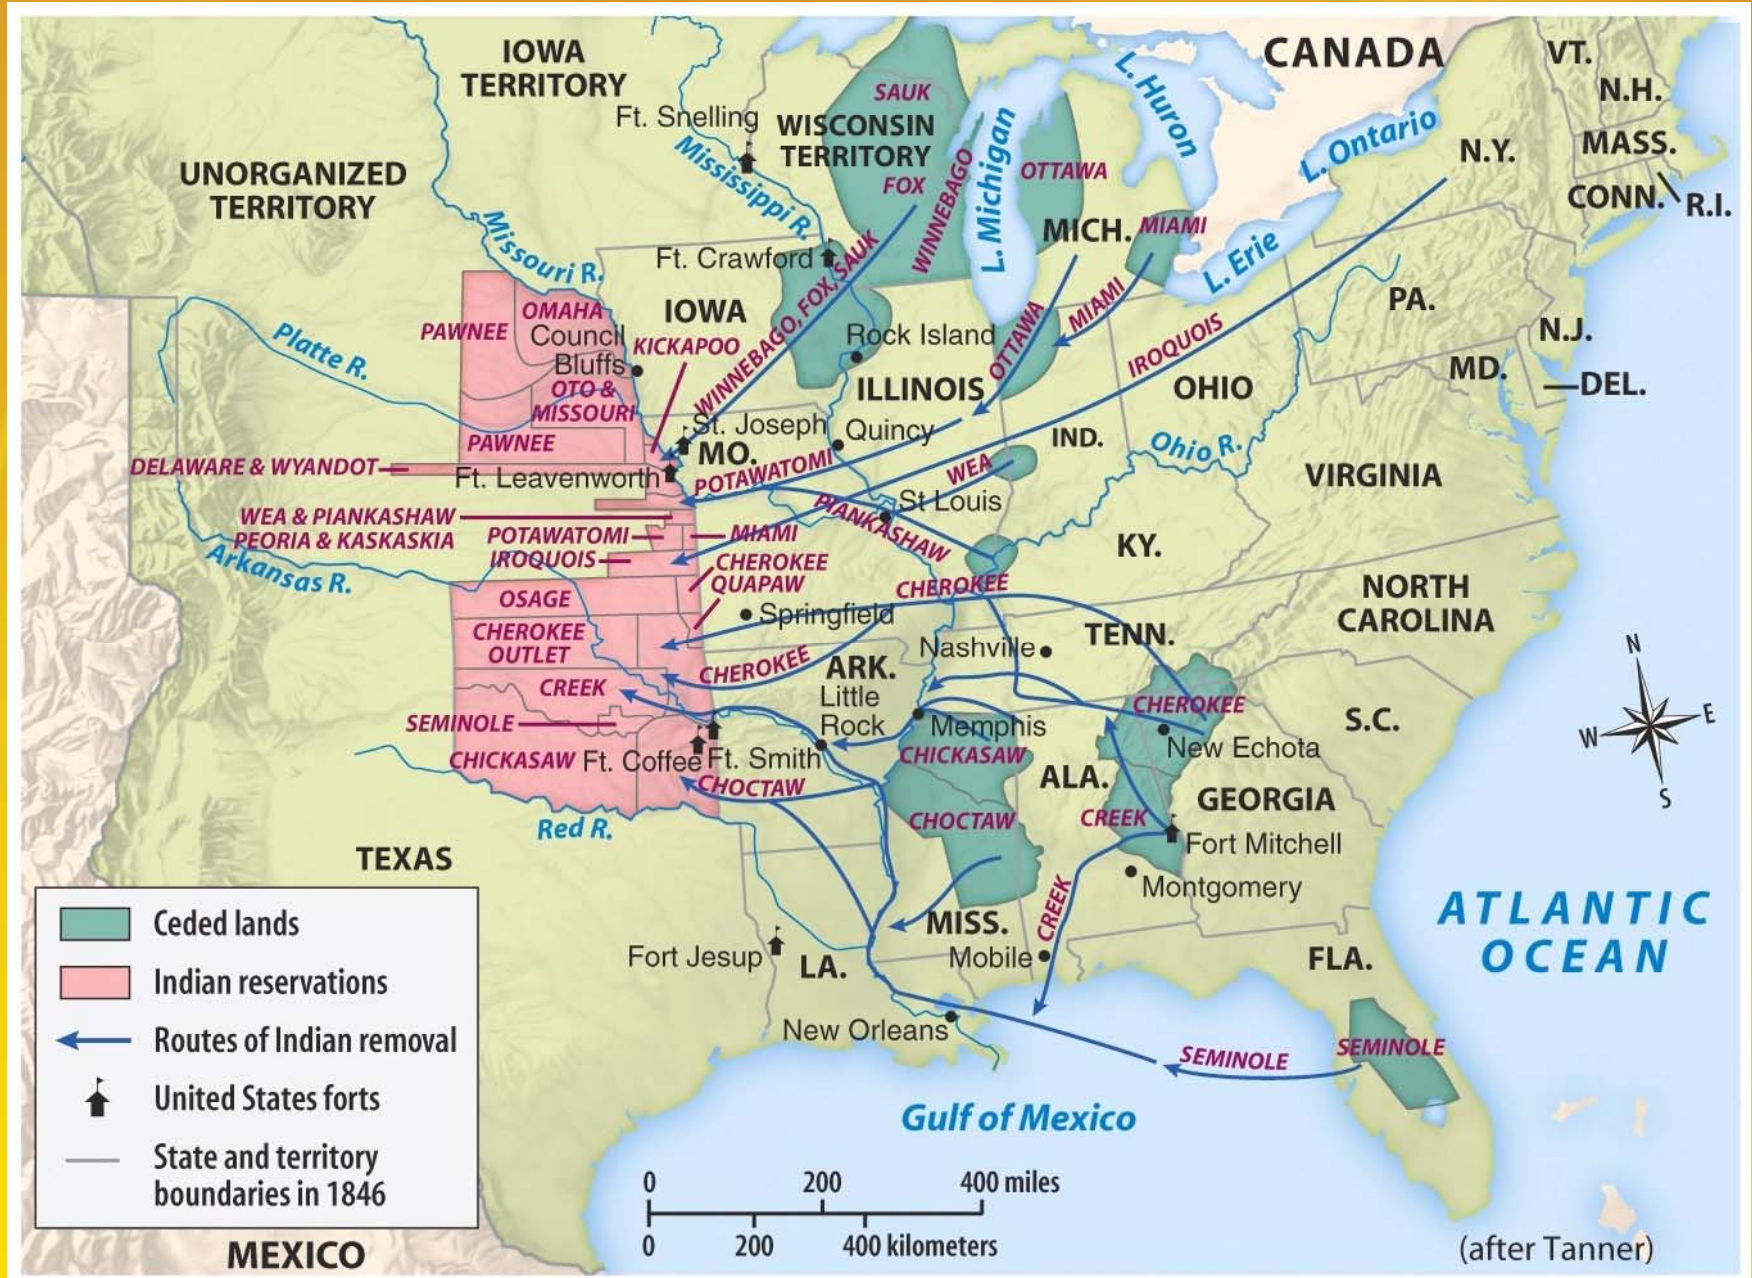 CANADA
VT.
N.H.
MASS.
CONN.
R.I.
N.Y.
PA.
N.J.
MD.
DEL.
L. Huron
L. Ontario
L. Erie
L. Michigan
IOWA
TERRITORY
Ft. Snelling
WISCONSIN
TERRITORY
SAUK
FOX
WINNEBAGO
OTTAWA
MICH.
MIAMI
UNORGANIZED
TERRITORY
Mississippi R.
Missouri R.
Ft. Crawford
WINNEBAGO, FOX, SAUK
OTTAWA
MIAMI
IROQUOIS
IOWA
Rock Island
ILLINOIS
OHIO
IND.
Ohio R.
VIRGINIA
Platte R.
PAWNEE
OMAHA
Council
Bluffs
KICKAPOO
OTO &
MISSOURI
PAWNEE
St. Joseph
Quincy
MO.
DELAWARE & WYANDOT
Ft. Leavenworth
POTAWATOMI
WEA
St Louis
PIANKASHAW
KY.
WEA & PIANKASHAW
PEORIA & KASKASKIA
POTAWATOMI
MIAMI
IROQUOIS
CHEROKEE
QUAPAW
Arkansas R.
OSAGE
CHEROKEE
OUTLET
CREEK
SEMINOLE
CHICKASAW
Springfield
CHEROKEE
CHEROKEE
Nashville
TENN.
NORTH
CAROLINA
ARK.
Little
Rock
Memphis
CHEROKEE
New Echota
S.C.
Ft. Coffee
Ft. Smith
CHICKASAW
CHOCTAW
CHOCTAW
ALA.
CREEK
GEORGIA
Fort Mitchell
Montgomery
CREEK
Red R.
TEXAS
MISS.
Mobile
FLA.
Fort Jesup
LA.
New Orleans
SEMINOLE
SEMINOLE
ATLANTIC
OCEAN
Gulf of Mexico
N
E
S
W
Ceded lands
Indian reservations
Routes of Indian removal
United States forts
State and territory
boundaries in 1846
MEXICO
0 200 400 miles
0 200 400 kilometers
(after Tanner)